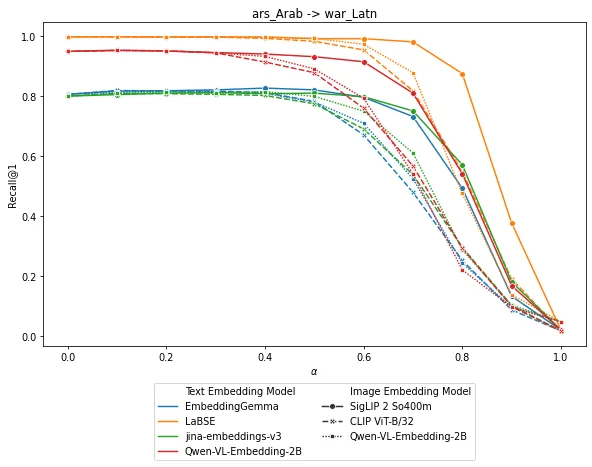 ars_Arab -> war_Latn
Recall@1
1.0
0.8
0.6
0.4
0.2
0.0
0.0 0.2 0.4 0.6 0.8 1.0
α
Text Embedding Model
EmbeddingGemma
LaBSE
jina-embeddings-v3
Qwen-VL-Embedding-2B
Image Embedding Model
SigLIP 2 So400m
CLIP ViT-B/32
Qwen-VL-Embedding-2B